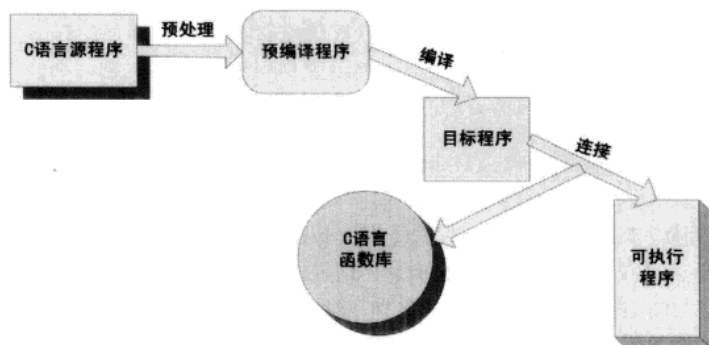 C语言源程序
预处理
预编译程序
编译
目标程序
连接
C语言
函数库
可执行
程序